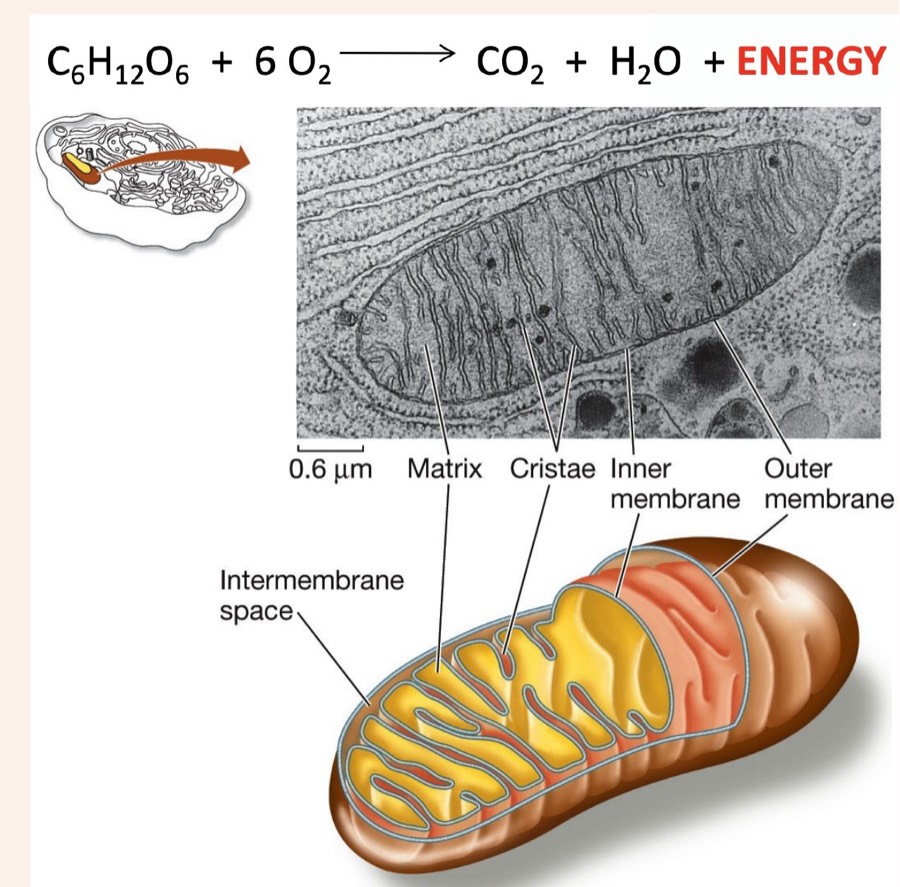 C₆H₁₂O₆ + 6 O₂ ⟶ CO₂ + H₂O + ENERGY
0.6 µm
Matrix
Cristae
Inner
membrane
Outer
membrane
Intermembrane
space